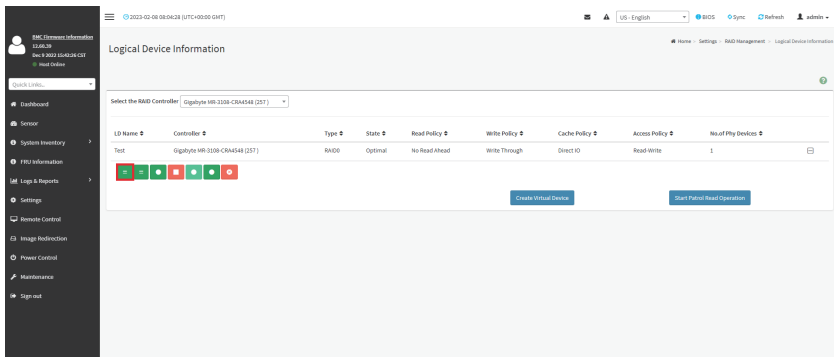 2023-02-08 08:04:28 (UTC+00:00 GMT)
US - English
BIOS
Sync
Refresh
admin
BMC Firmware Information
13.60.39
Dec 9 2022 15:42:26 CST
Host Online
Quick Links...
Dashboard
Sensor
System Inventory
FRU Information
Logs & Reports
Settings
Remote Control
Image Redirection
Power Control
Maintenance
Sign out
Logical Device Information
Home > Settings > RAID Management > Logical Device Information
Select the RAID Controller Gigabyte MR-3108-CRA4548 (257 )
LD Name Controller Type State Read Policy Write Policy Cache Policy Access Policy No.of Phy Devices
Test Gigabyte MR-3108-CRA4548 (257 ) RAID0 Optimal No Read Ahead Write Through Direct IO Read-Write 1
Create Virtual Device
Start Patrol Read Operation